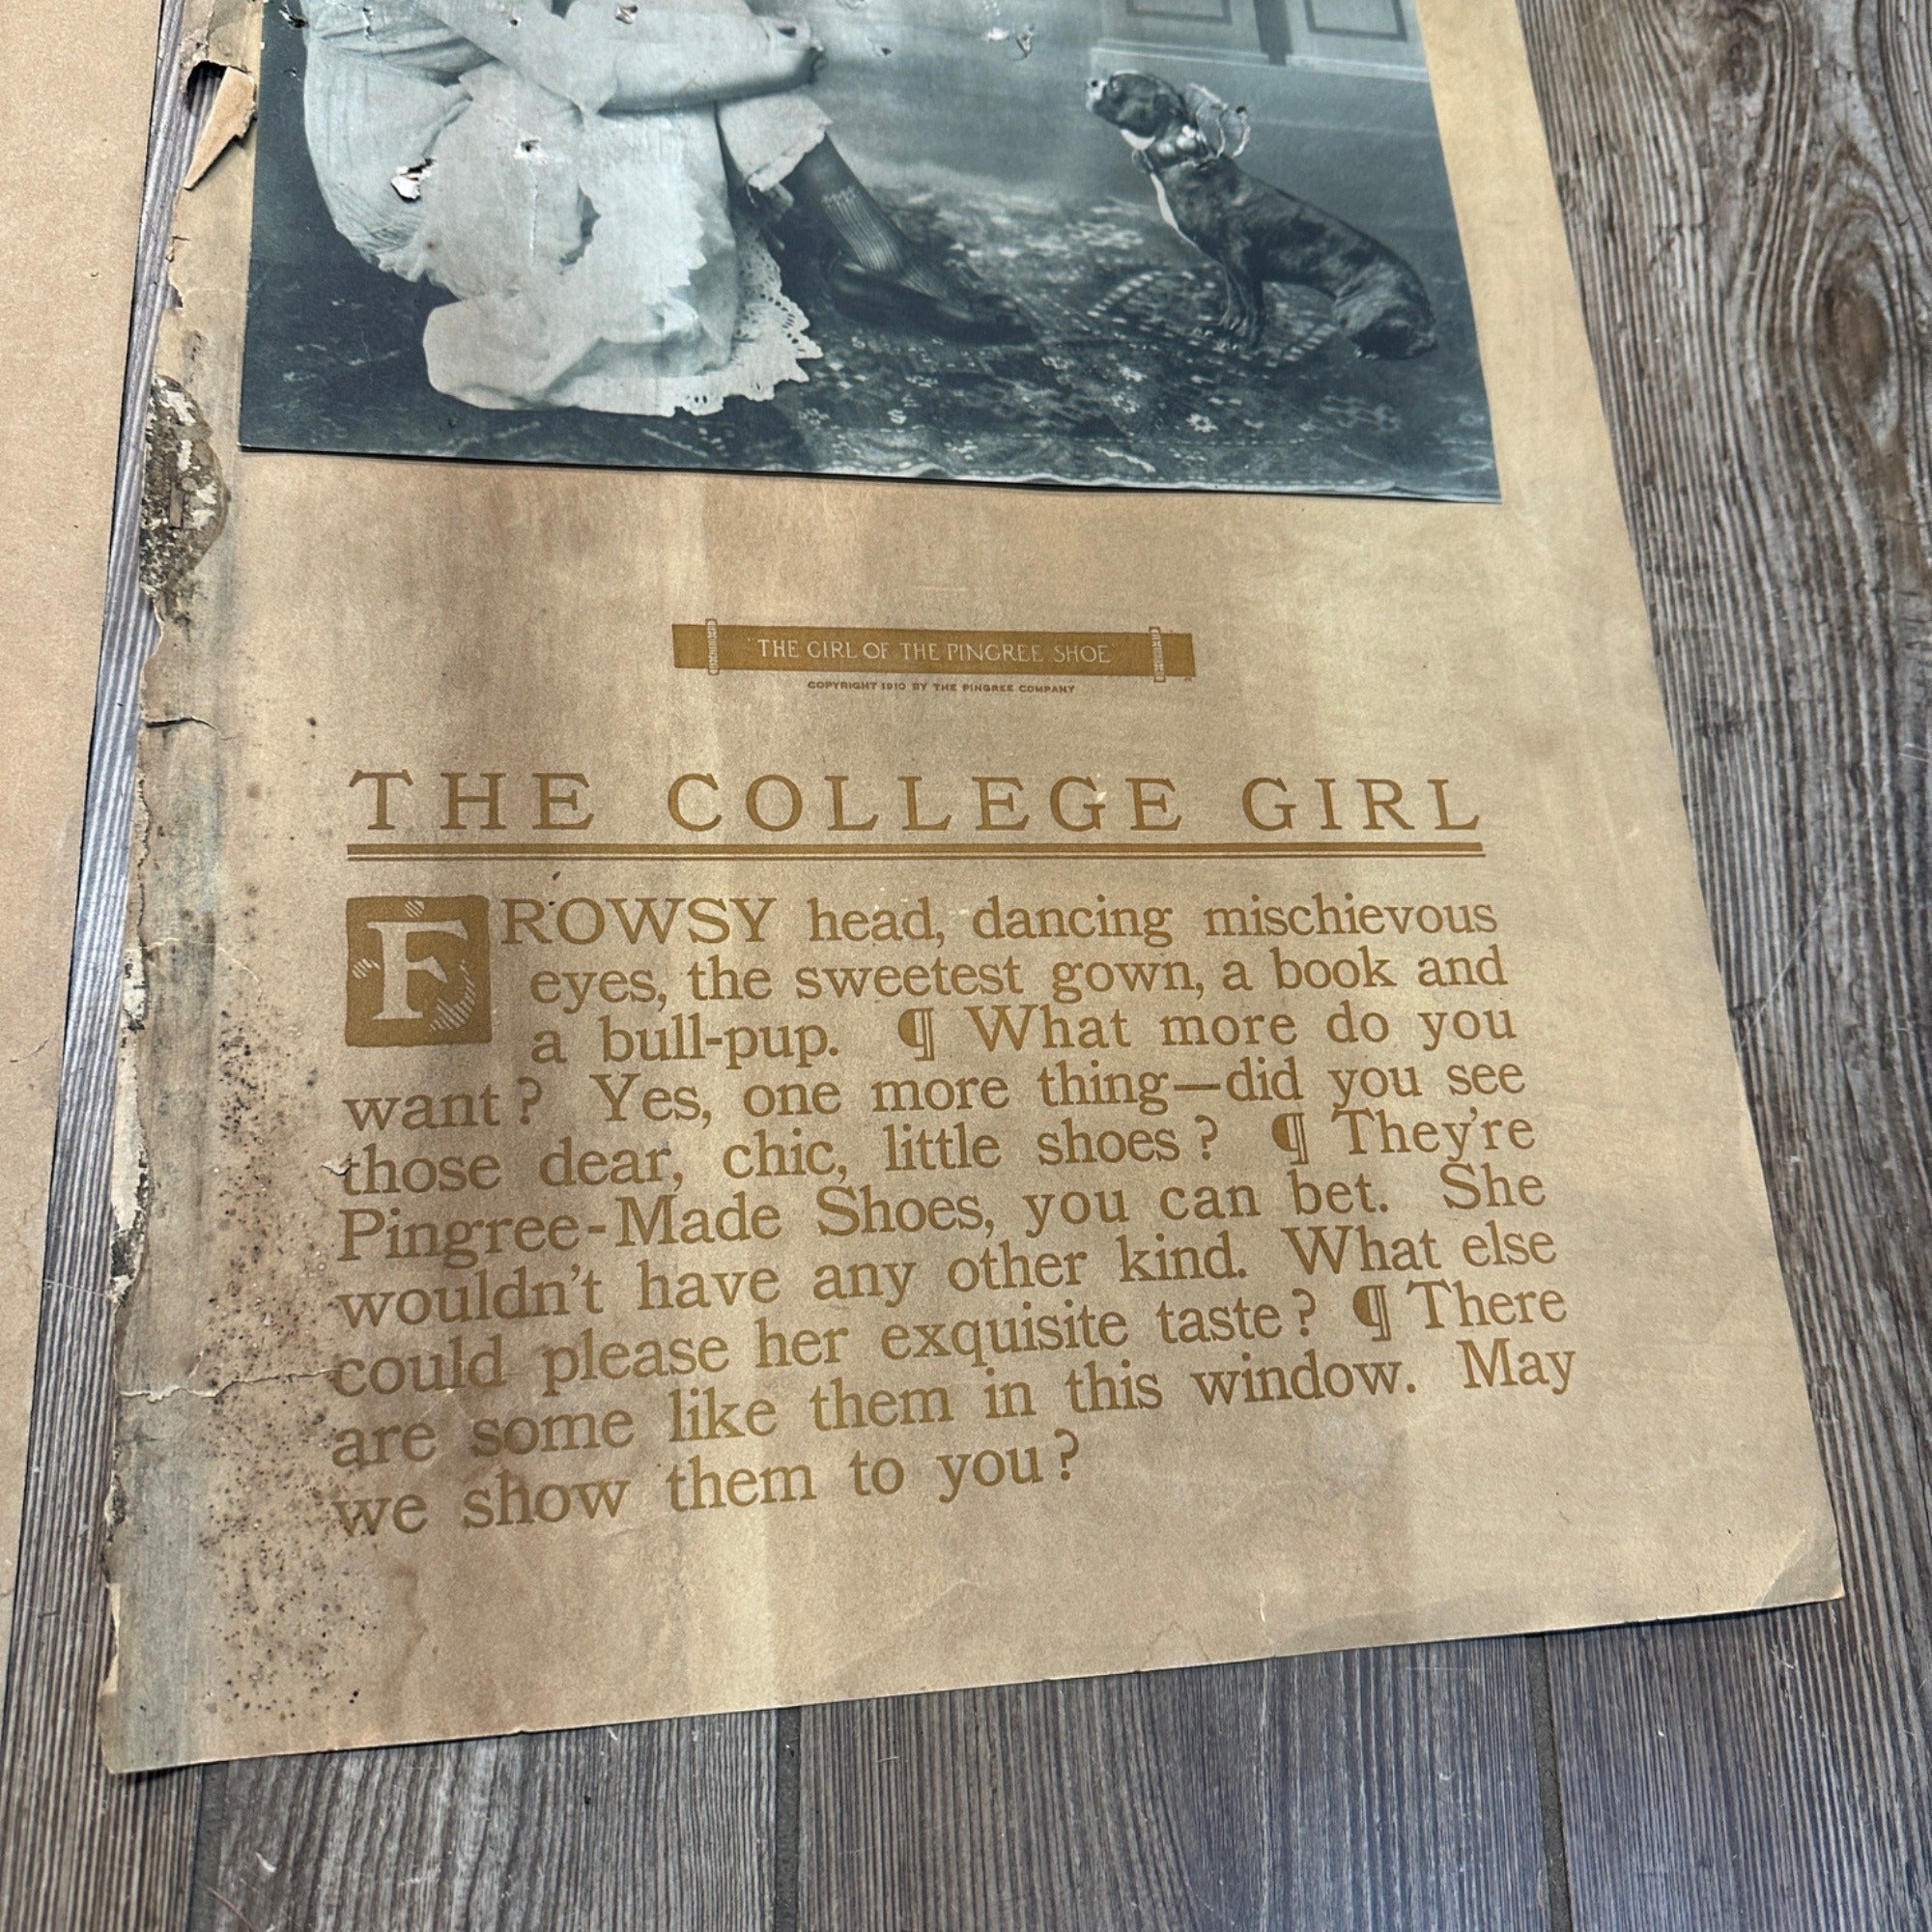 "THE GIRL OF THE PINGREE SHOE"
COPYRIGHT 1910 BY THE PINGREE COMPANY
THE COLLEGE GIRL
FROWSY head, dancing mischievous
eyes, the sweetest gown, a book and
a bull-pup. ¶ What more do you
want? Yes, one more thing—did you see
those dear, chic, little shoes? ¶ They're
Pingree-Made Shoes, you can bet. She
wouldn't have any other kind. What else
could please her exquisite taste? ¶ There
are some like them in this window. May
we show them to you?